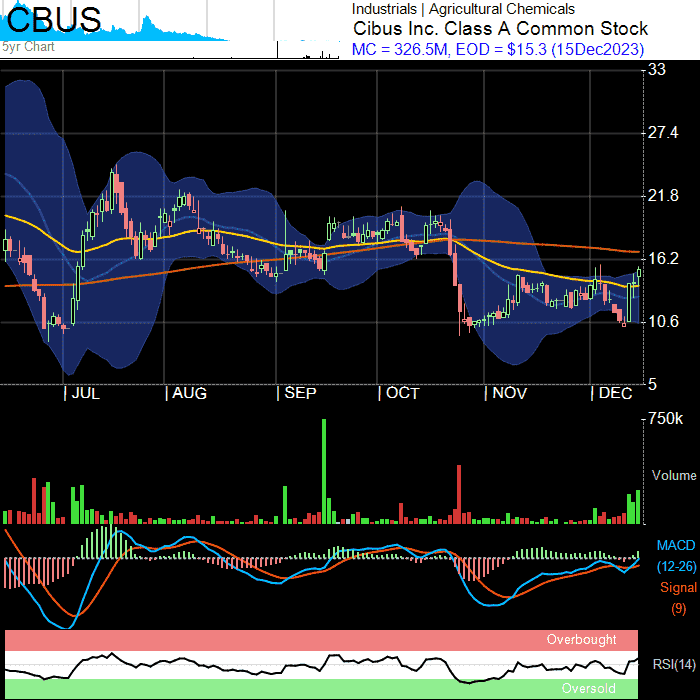 CBUS
5yr Chart
Industrials | Agricultural Chemicals
Cibus Inc. Class A Common Stock
MC = 326.5M, EOD = $15.3 (15Dec2023)
33
27.4
21.8
16.2
10.6
5
| JUL | AUG | SEP | OCT | NOV | DEC
750k
Volume
MACD
(12-26)
Signal
(9)
Overbought
RSI(14)
Oversold